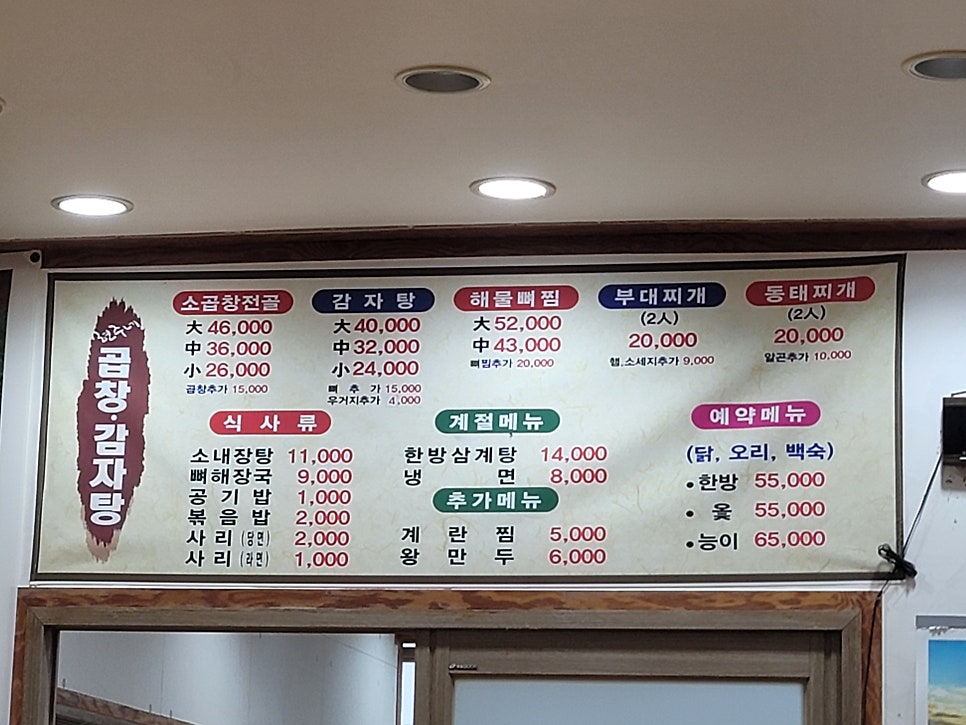 곱창·감자탕
소곱창전골
大 46,000
中 36,000
小 26,000
곱창추가 15,000
감자탕
大 40,000
中 32,000
小 24,000
뼈 추 가 15,000
우거지추가 4,000
해물뼈찜
大 52,000
中 43,000
뼈찜추가 20,000
부대찌개
(2人)
20,000
햄,소세지추가 9,000
동태찌개
(2人)
20,000
알곤추가 10,000
식 사 류
소내장탕 11,000
뼈해장국 9,000
공 기 밥 1,000
볶 음 밥 2,000
사 리 (당면) 2,000
사 리 (라면) 1,000
계절메뉴
한방삼계탕 14,000
냉 면 8,000
추가메뉴
계 란 찜 5,000
왕 만 두 6,000
예약메뉴
(닭, 오리, 백숙)
•한방 55,000
• 옻 55,000
•능이 65,000